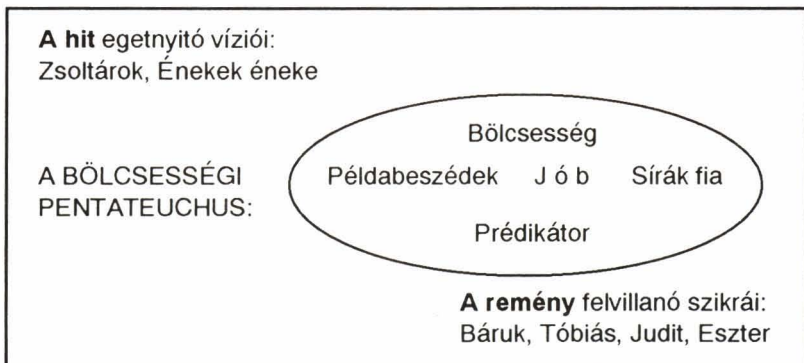 A hit egetnyitó víziói:
Zsoltárok, Énekek éneke
Bölcsesség
A BÖLCSESSÉGI
PENTATEUCHUS:
Példabeszédek J ó b Sírák fia
Prédikátor
A remény felvillanó szikrái:
Báruk, Tóbiás, Judit, Eszter